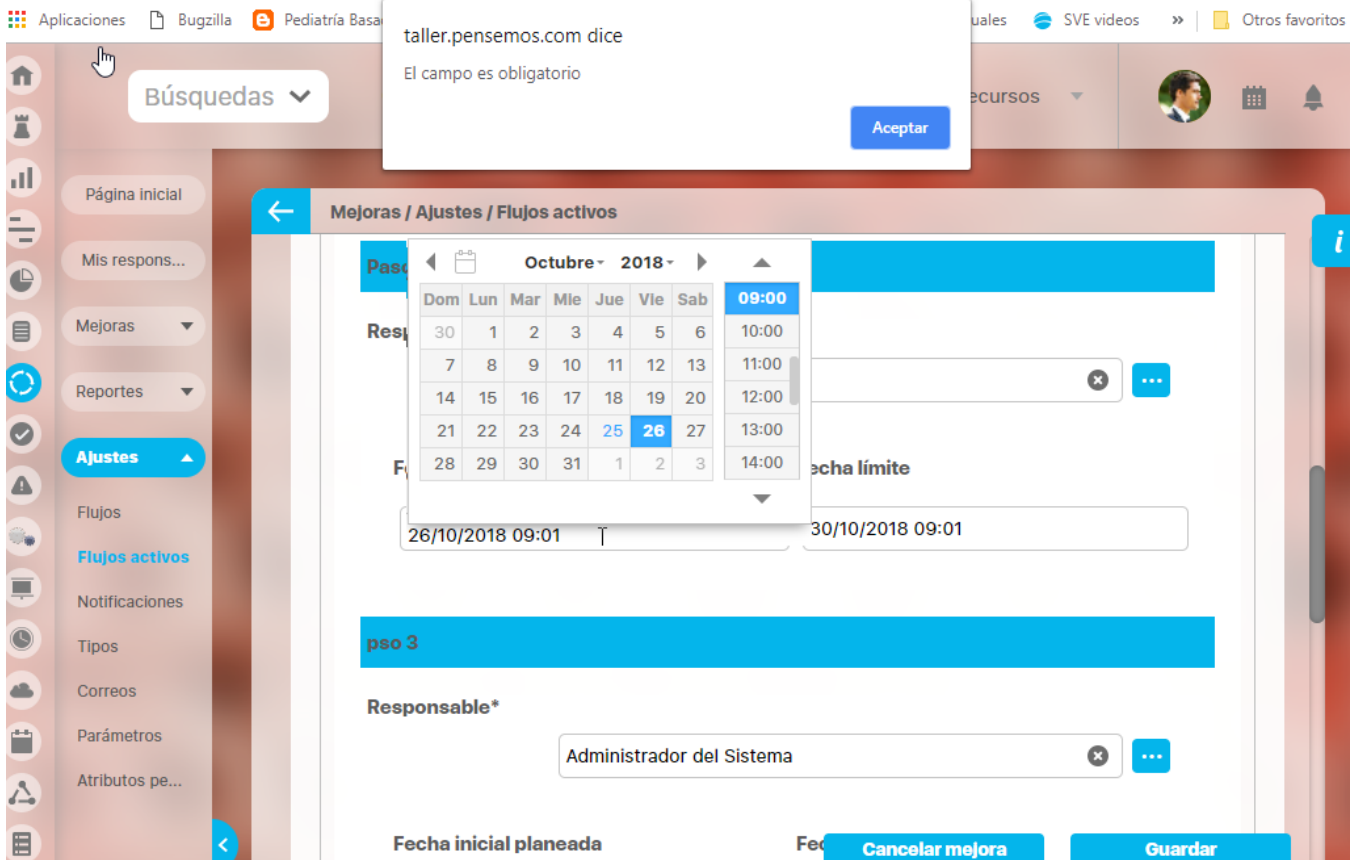 Aplicaciones Bugzilla Pediatría Basa uales SVE videos » Otros favoritos
taller.pensemos.com dice
El campo es obligatorio
Aceptar
Búsquedas ecursos
Página inicial
Mis respons...
Mejoras
Reportes
Ajustes
Flujos
Flujos activos
Notificaciones
Tipos
Correos
Parámetros
Atributos pe...
Mejoras / Ajustes / Flujos activos
i
Octubre 2018
Dom Lun Mar Mie Jue Vie Sab
30 1 2 3 4 5 6
7 8 9 10 11 12 13
14 15 16 17 18 19 20
21 22 23 24 25 26 27
28 29 30 31 1 2 3
09:00
10:00
11:00
12:00
13:00
14:00
echa límite
26/10/2018 09:01 30/10/2018 09:01
pso 3
Responsable*
Administrador del Sistema
Fecha inicial planeada
Cancelar mejora Guardar